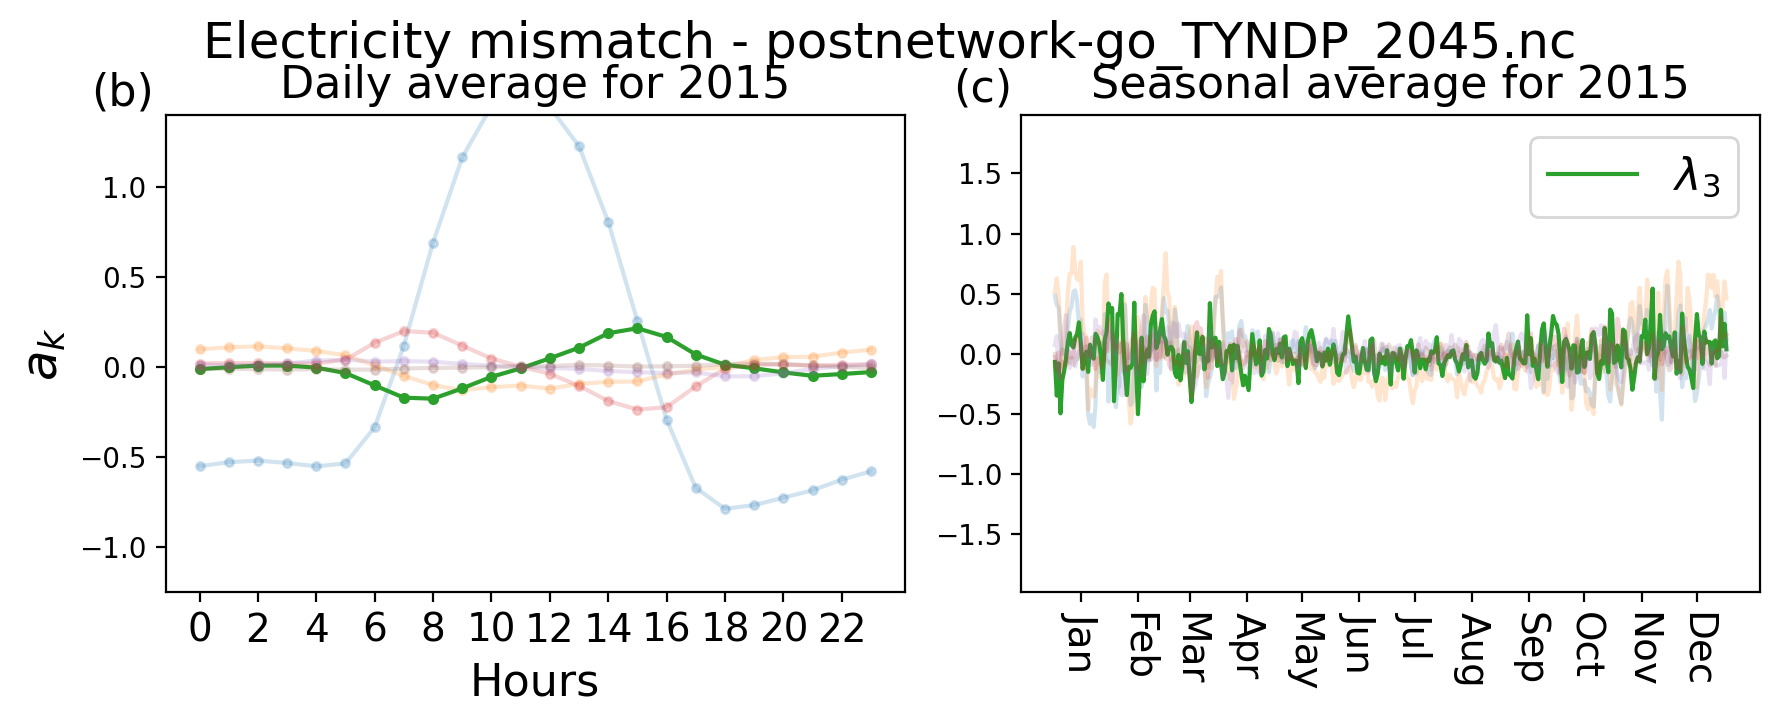 Electricity mismatch - postnetwork-go_TYNDP_2045.nc
(b) Daily average for 2015
1.0
0.5
0.0
−0.5
−1.0
a_k
0 2 4 6 8 10 12 14 16 18 20 22
Hours
(c) Seasonal average for 2015
λ_3
1.5
1.0
0.5
0.0
−0.5
−1.0
−1.5
Jan Feb Mar Apr May Jun Jul Aug Sep Oct Nov Dec